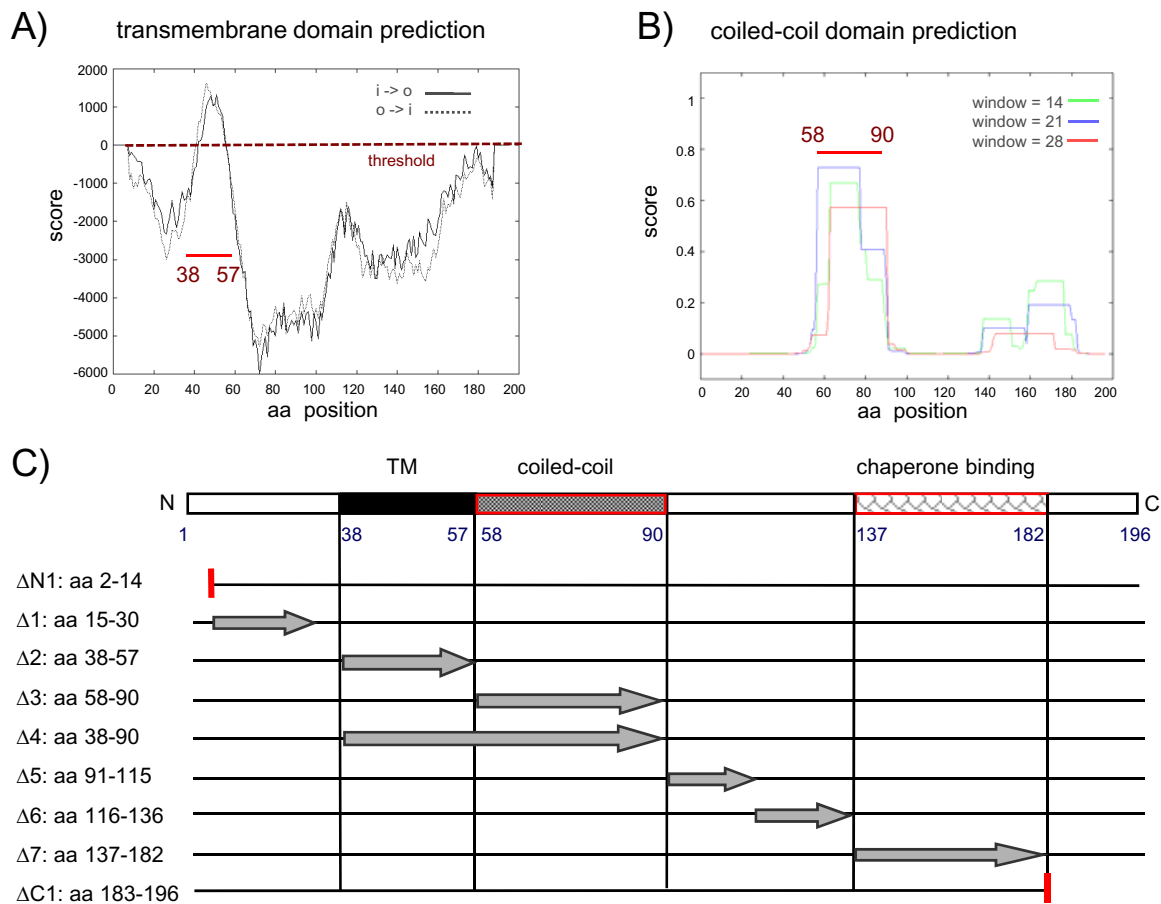 A) transmembrane domain prediction
2000
1000
0
-1000
-2000
-3000
-4000
-5000
-6000
score
i -> o
o -> i
threshold
38 57
0 20 40 60 80 100 120 140 160 180 200
aa position
B) coiled-coil domain prediction
1
0.8
0.6
0.4
0.2
0
score
window = 14
window = 21
window = 28
58 90
0 20 40 60 80 100 120 140 160 180 200
aa position
C)
TM coiled-coil chaperone binding
N C
1 38 57 58 90 137 182 196
ΔN1: aa 2-14
Δ1: aa 15-30
Δ2: aa 38-57
Δ3: aa 58-90
Δ4: aa 38-90
Δ5: aa 91-115
Δ6: aa 116-136
Δ7: aa 137-182
ΔC1: aa 183-196